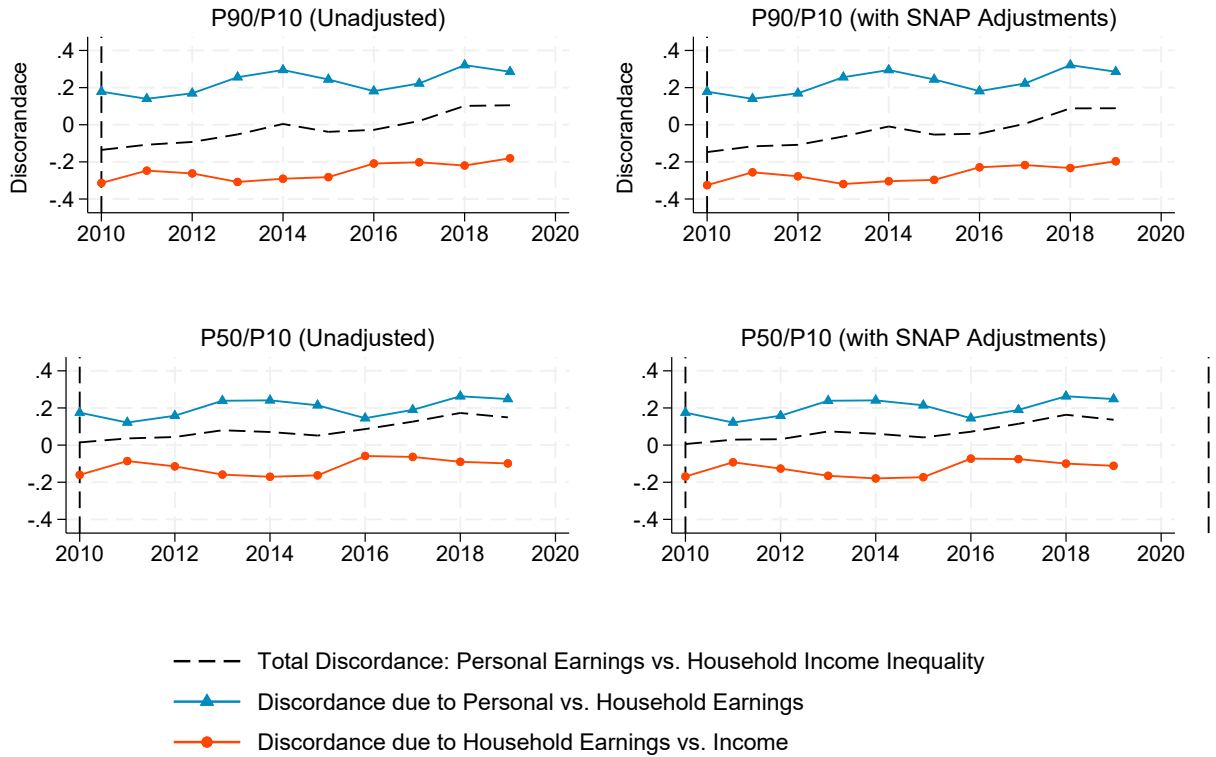 P90/P10 (Unadjusted)
P90/P10 (with SNAP Adjustments)
Discorandace
.4
.2
0
-.2
-.4
2010 2012 2014 2016 2018 2020
Discorandace
.4
.2
0
-.2
-.4
2010 2012 2014 2016 2018 2020
P50/P10 (Unadjusted)
P50/P10 (with SNAP Adjustments)
.4
.2
0
-.2
-.4
2010 2012 2014 2016 2018 2020
.4
.2
0
-.2
-.4
2010 2012 2014 2016 2018 2020
Total Discordance: Personal Earnings vs. Household Income Inequality
Discordance due to Personal vs. Household Earnings
Discordance due to Household Earnings vs. Income